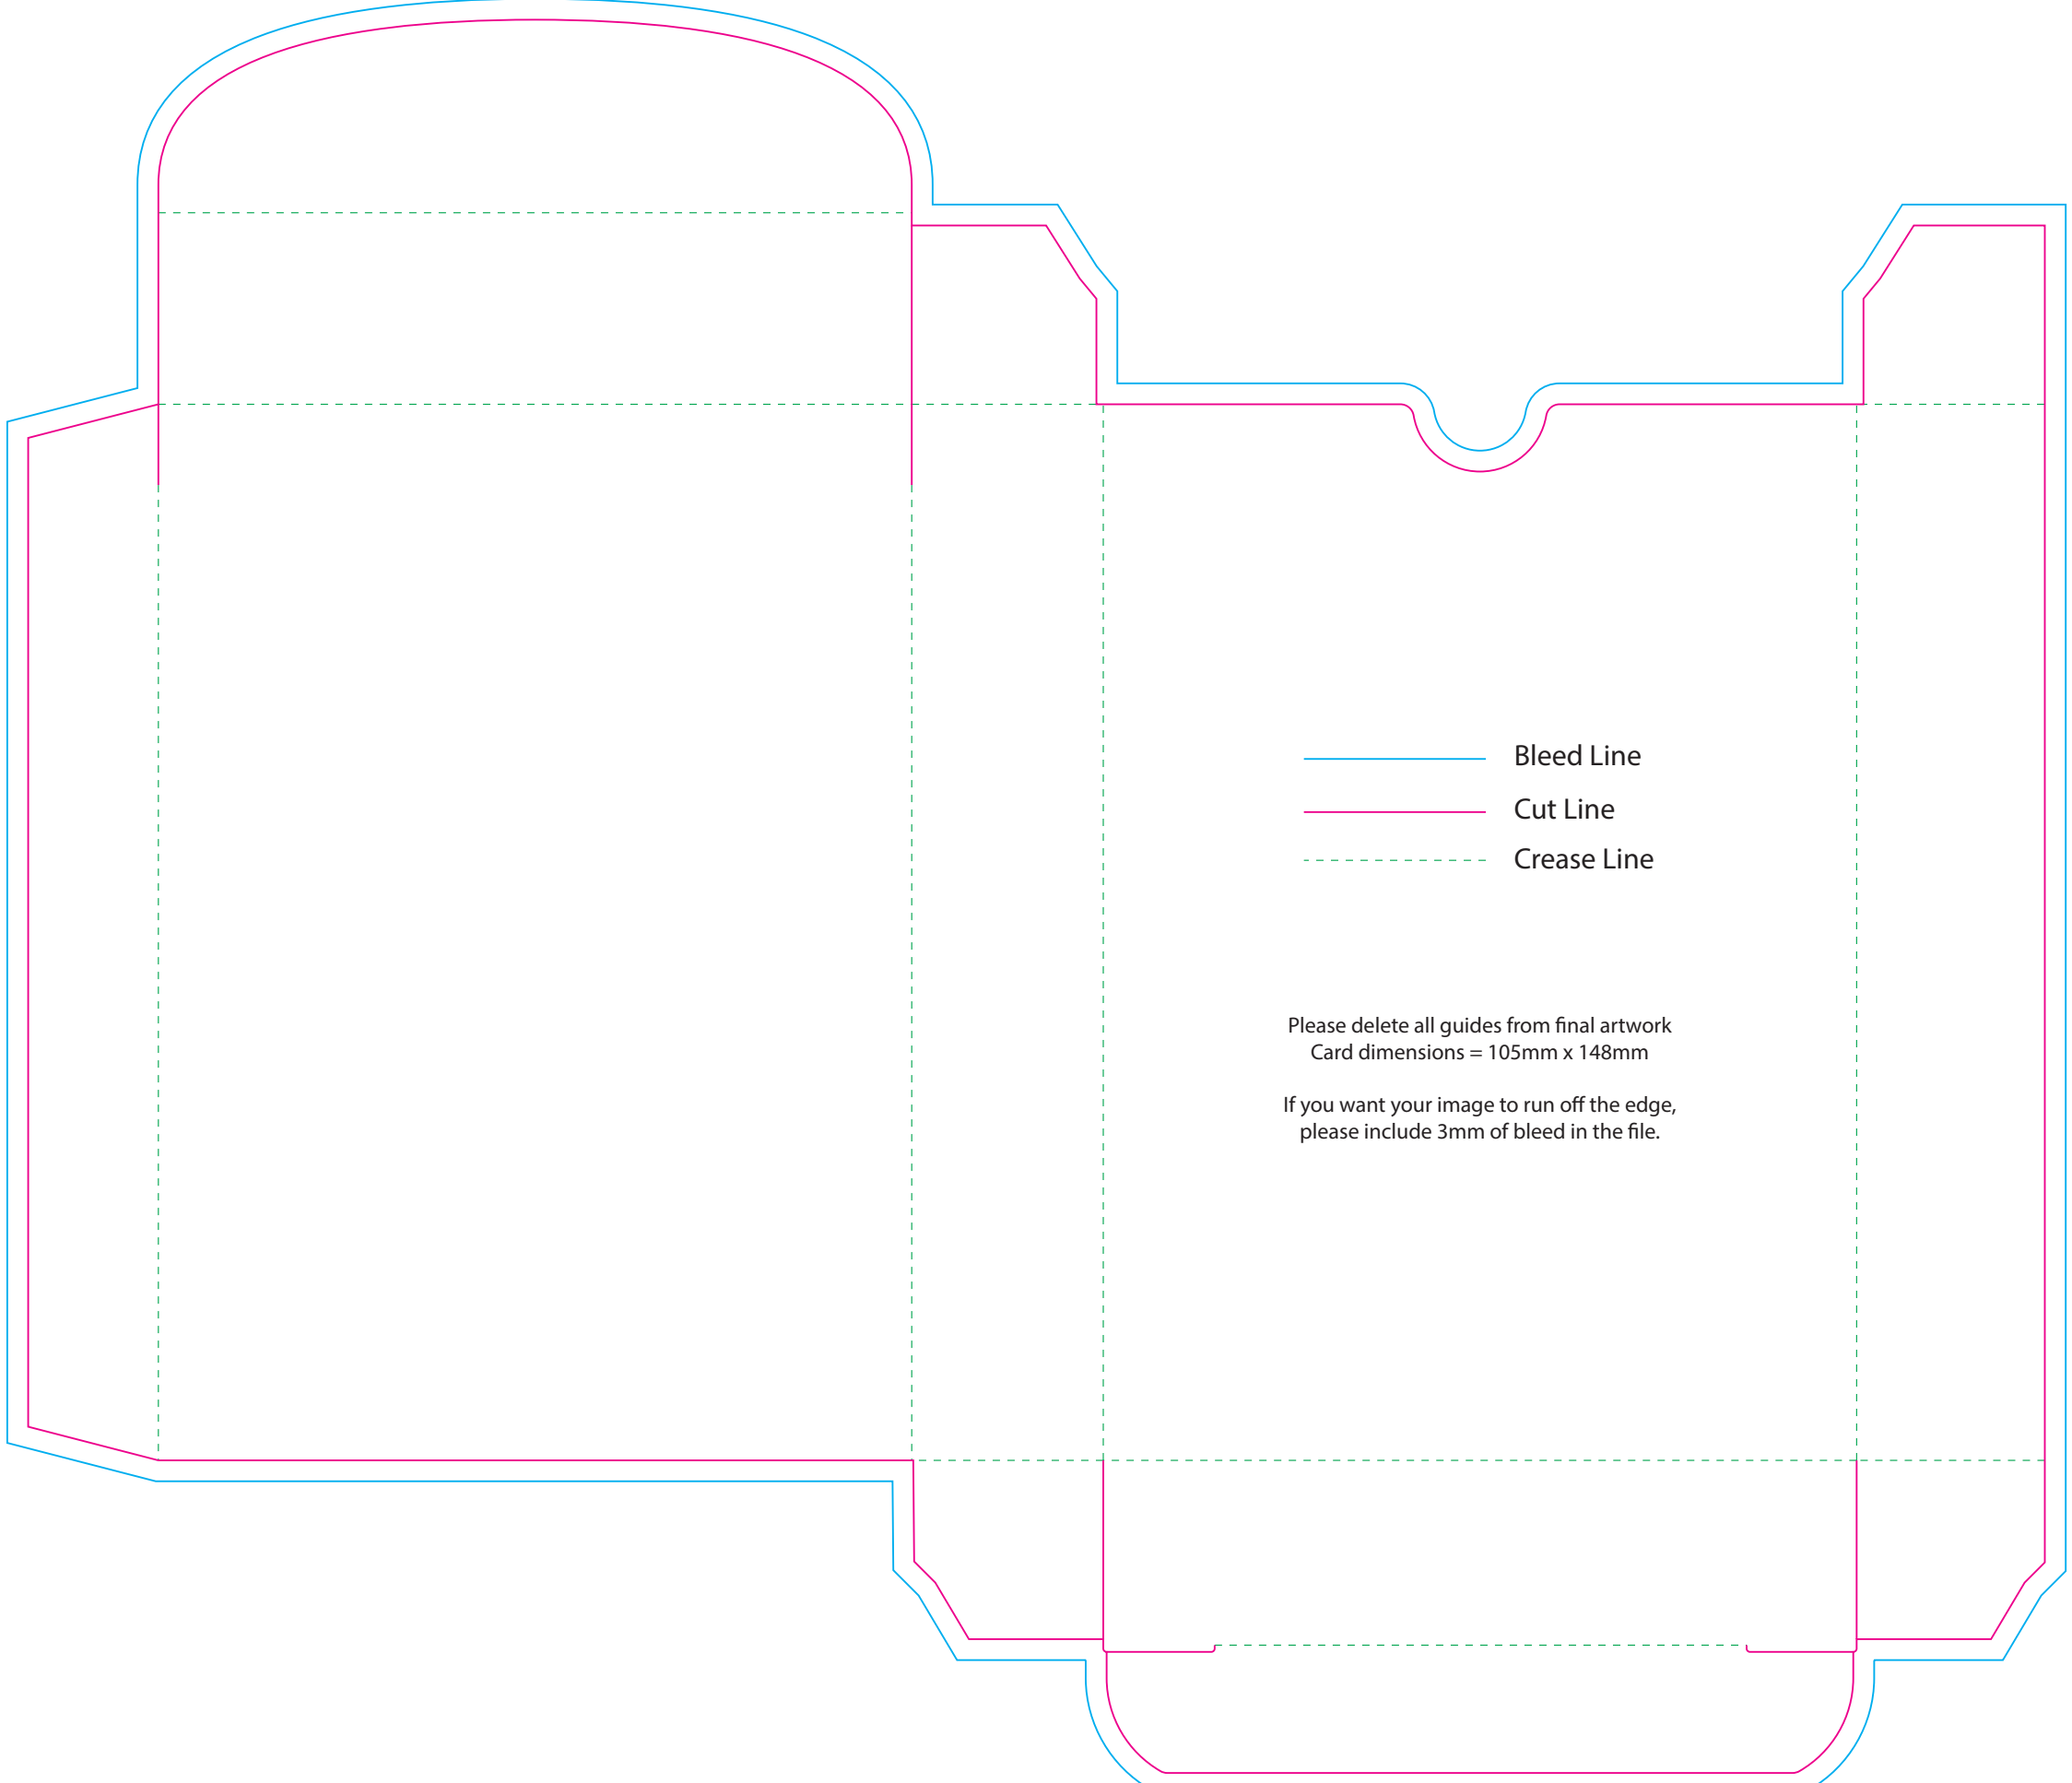 Bleed Line
Cut Line
Crease Line
Please delete all guides from final artwork
Card dimensions = 105mm x 148mm
If you want your image to run off the edge,
please include 3mm of bleed in the file.